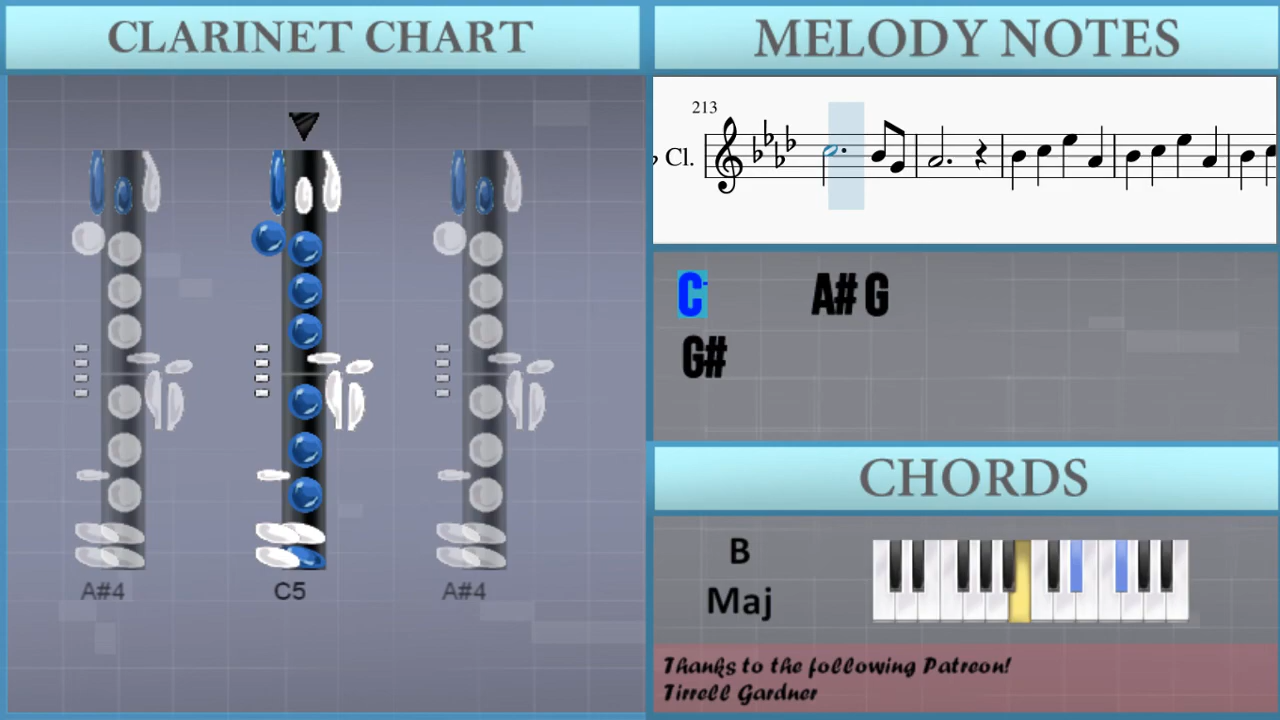 CLARINET CHART
A#4
C5
A#4
MELODY NOTES
213
♭ Cl.
C
A# G
G#
CHORDS
B
Maj
Thanks to the following Patreon!
Tirrell Gardner